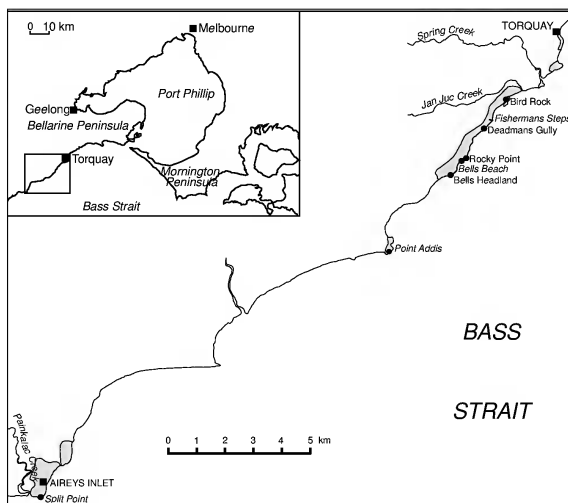 0 10 km
Melbourne
Port Phillip
Geelong
Bellarine Peninsula
Torquay
Mornington
Peninsula
Bass Strait
TORQUAY
Spring Creek
Jan Juc Creek
Bird Rock
Fishermans Steps
Deadmans Gully
Rocky Point
Bells Beach
Bells Headland
Point Addis
BASS
STRAIT
0 1 2 3 4 5 km
Painkalac
Creek
AIREYS INLET
Split Point